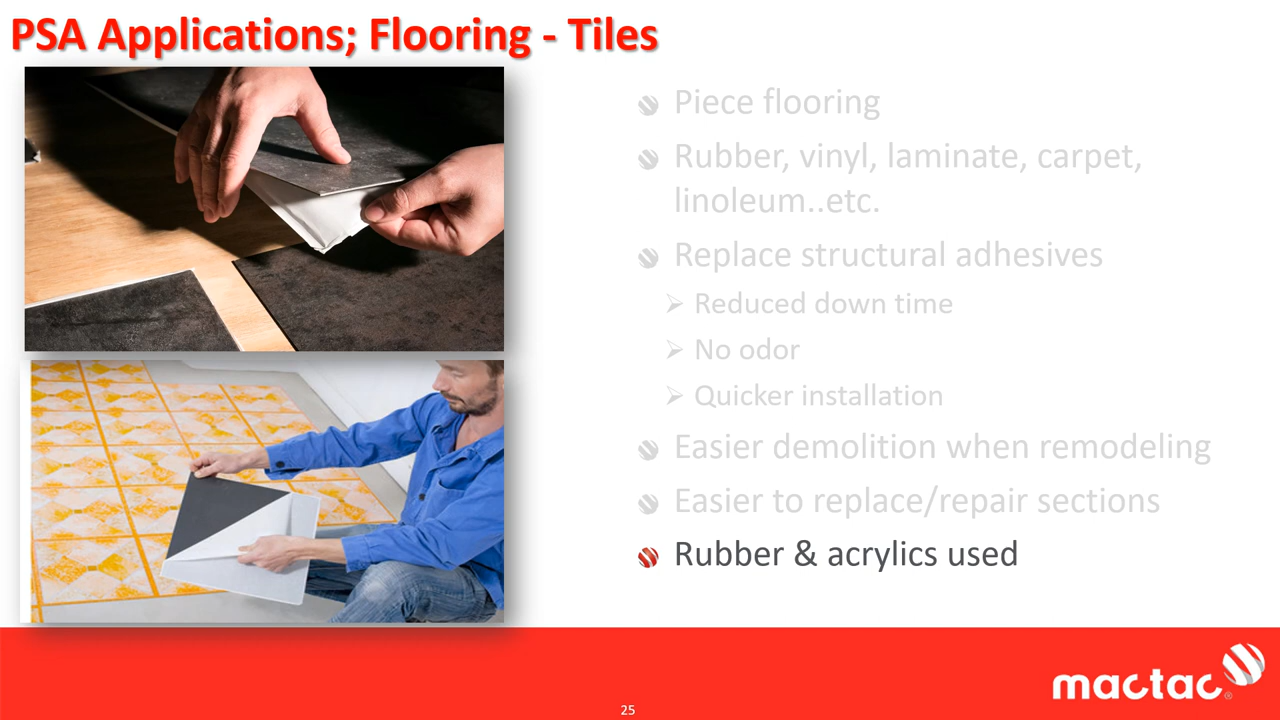 PSA Applications; Flooring - Tiles
Piece flooring
Rubber, vinyl, laminate, carpet,
linoleum..etc.
Replace structural adhesives
Reduced down time
No odor
Quicker installation
Easier demolition when remodeling
Easier to replace/repair sections
Rubber & acrylics used
mactac®
25